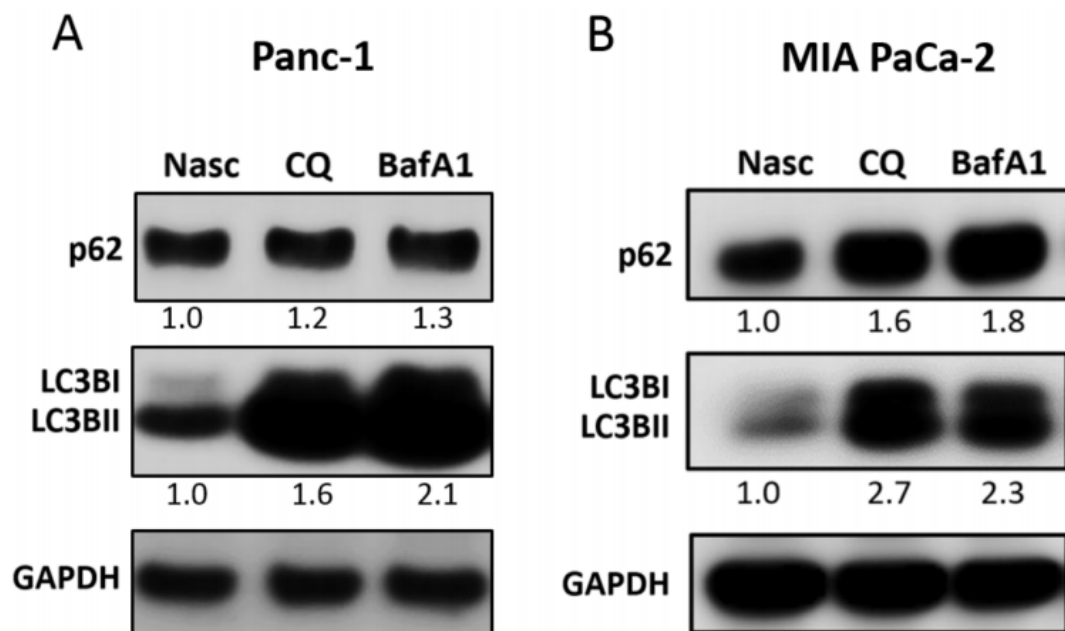 A
Panc-1
Nasc CQ BafA1
p62
1.0 1.2 1.3
LC3BI
LC3BII
1.0 1.6 2.1
GAPDH
B
MIA PaCa-2
Nasc CQ BafA1
p62
1.0 1.6 1.8
LC3BI
LC3BII
1.0 2.7 2.3
GAPDH